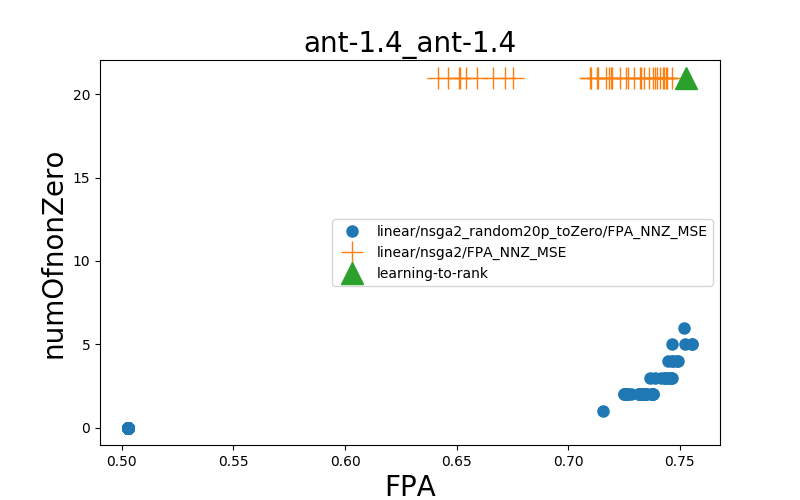 ant-1.4_ant-1.4
numOfnonZero
20
15
10
5
0
linear/nsga2_random20p_toZero/FPA_NNZ_MSE
linear/nsga2/FPA_NNZ_MSE
learning-to-rank
0.50 0.55 0.60 0.65 0.70 0.75
FPA